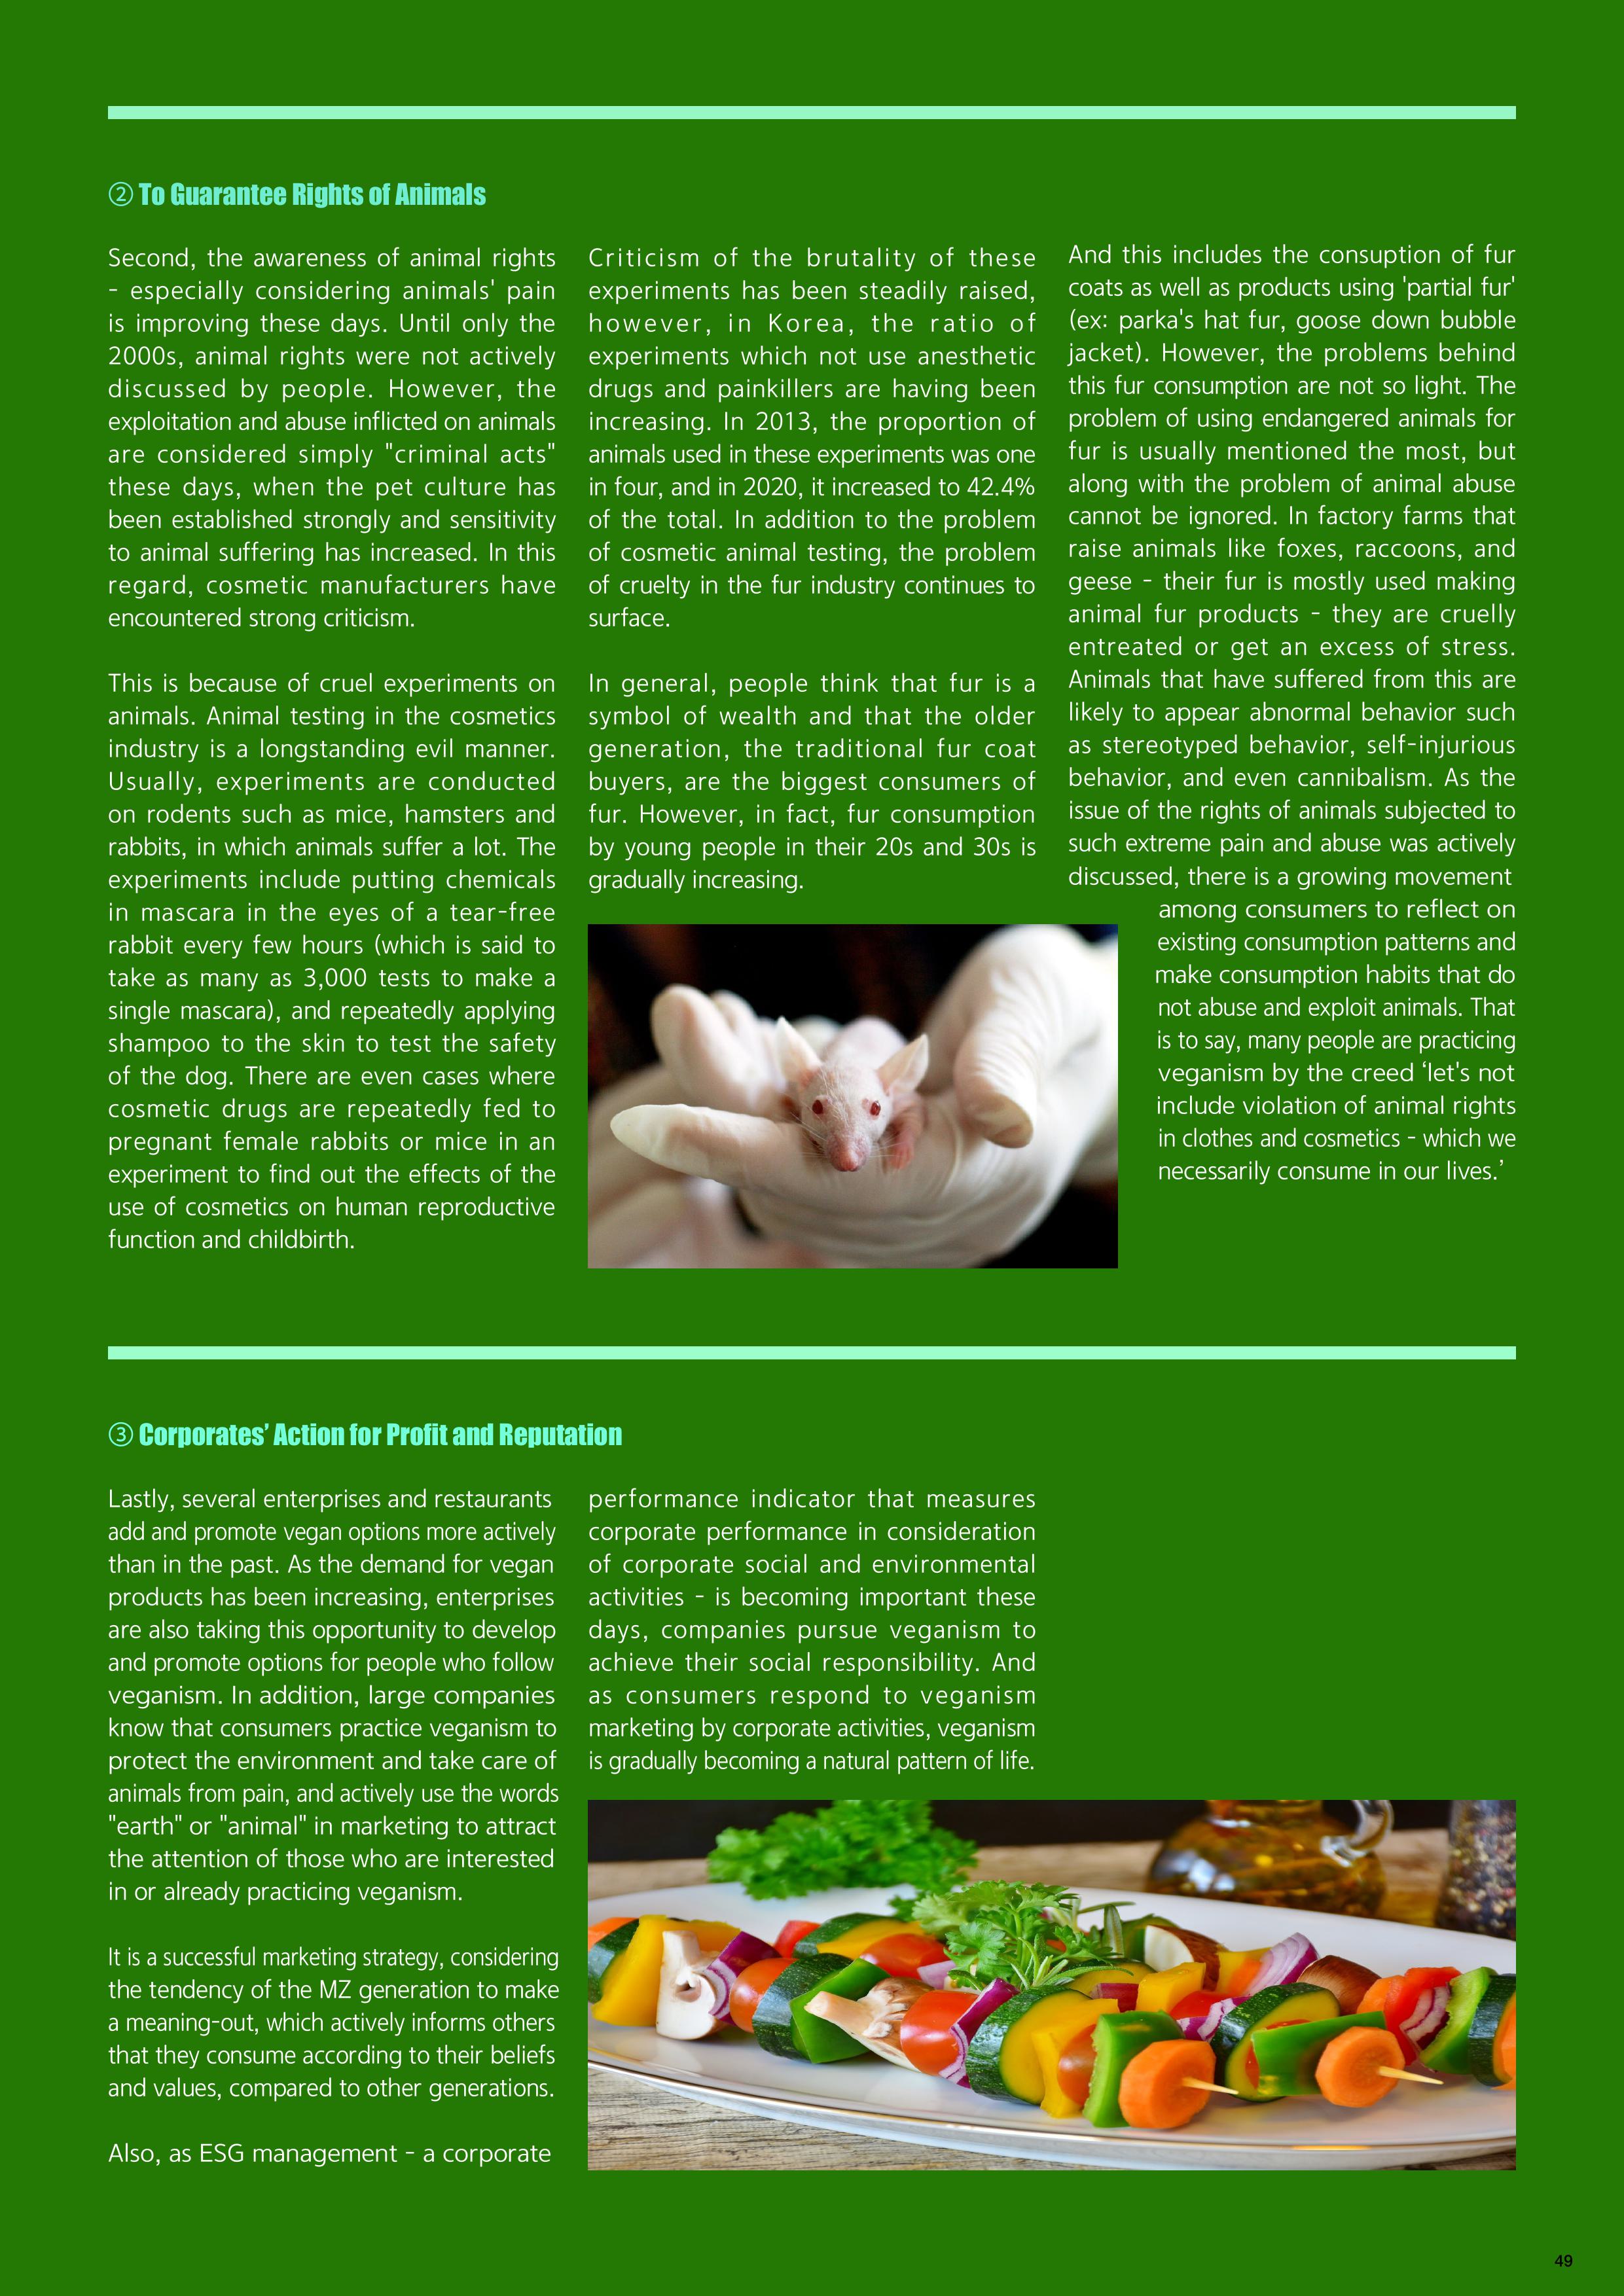 ② To Guarantee Rights of Animals
Second, the awareness of animal rights
- especially considering animals' pain
is improving these days. Until only the
2000s, animal rights were not actively
discussed by people. However, the
exploitation and abuse inflicted on animals
are considered simply "criminal acts"
these days, when the pet culture has
been established strongly and sensitivity
to animal suffering has increased. In this
regard, cosmetic manufacturers have
encountered strong criticism.
This is because of cruel experiments on
animals. Animal testing in the cosmetics
industry is a longstanding evil manner.
Usually, experiments are conducted
on rodents such as mice, hamsters and
rabbits, in which animals suffer a lot. The
experiments include putting chemicals
in mascara in the eyes of a tear-free
rabbit every few hours (which is said to
take as many as 3,000 tests to make a
single mascara), and repeatedly applying
shampoo to the skin to test the safety
of the dog. There are even cases where
cosmetic drugs are repeatedly fed to
pregnant female rabbits or mice in an
experiment to find out the effects of the
use of cosmetics on human reproductive
function and childbirth.
Criticism of the brutality of these
experiments has been steadily raised,
however, in Korea, the ratio of
experiments which not use anesthetic
drugs and painkillers are having been
increasing. In 2013, the proportion of
animals used in these experiments was one
in four, and in 2020, it increased to 42.4%
of the total. In addition to the problem
of cosmetic animal testing, the problem
of cruelty in the fur industry continues to
surface.
In general, people think that fur is a
symbol of wealth and that the older
generation, the traditional fur coat
buyers, are the biggest consumers of
fur. However, in fact, fur consumption
by young people in their 20s and 30s is
gradually increasing.
And this includes the consuption of fur
coats as well as products using 'partial fur'
(ex: parka's hat fur, goose down bubble
jacket). However, the problems behind
this fur consumption are not so light. The
problem of using endangered animals for
fur is usually mentioned the most, but
along with the problem of animal abuse
cannot be ignored. In factory farms that
raise animals like foxes, raccoons, and
geese - their fur is mostly used making
animal fur products - they are cruelly
entreated or get an excess of stress.
Animals that have suffered from this are
likely to appear abnormal behavior such
as stereotyped behavior, self-injurious
behavior, and even cannibalism. As the
issue of the rights of animals subjected to
such extreme pain and abuse was actively
discussed, there is a growing movement
among consumers to reflect on
existing consumption patterns and
make consumption habits that do
not abuse and exploit animals. That
is to say, many people are practicing
veganism by the creed ‘let's not
include violation of animal rights
in clothes and cosmetics - which we
necessarily consume in our lives.’
③ Corporates’ Action for Profit and Reputation
Lastly, several enterprises and restaurants
add and promote vegan options more actively
than in the past. As the demand for vegan
products has been increasing, enterprises
are also taking this opportunity to develop
and promote options for people who follow
veganism. In addition, large companies
know that consumers practice veganism to
protect the environment and take care of
animals from pain, and actively use the words
"earth" or "animal" in marketing to attract
the attention of those who are interested
in or already practicing veganism.
It is a successful marketing strategy, considering
the tendency of the MZ generation to make
a meaning-out, which actively informs others
that they consume according to their beliefs
and values, compared to other generations.
Also, as ESG management - a corporate
performance indicator that measures
corporate performance in consideration
of corporate social and environmental
activities - is becoming important these
days, companies pursue veganism to
achieve their social responsibility. And
as consumers respond to veganism
marketing by corporate activities, veganism
is gradually becoming a natural pattern of life.
49